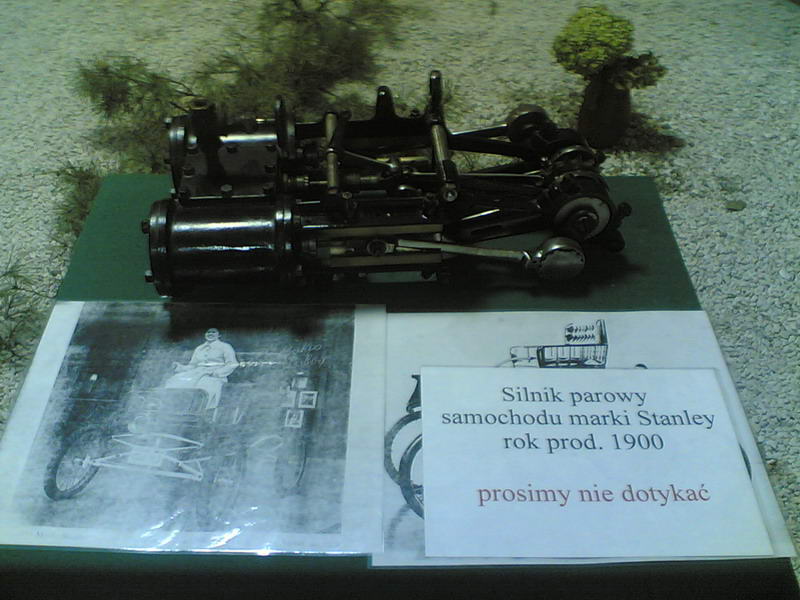 Silnik parowy
samochodu marki Stanley
rok prod. 1900
prosimy nie dotykać